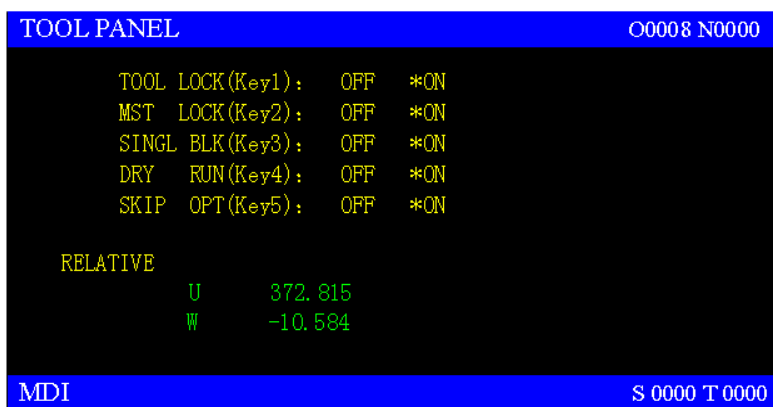 TOOL PANEL O0008 N0000
TOOL LOCK(Key1): OFF *ON
MST LOCK(Key2): OFF *ON
SINGL BLK(Key3): OFF *ON
DRY RUN(Key4): OFF *ON
SKIP OPT(Key5): OFF *ON
RELATIVE
U 372.815
W -10.584
MDI S 0000 T 0000